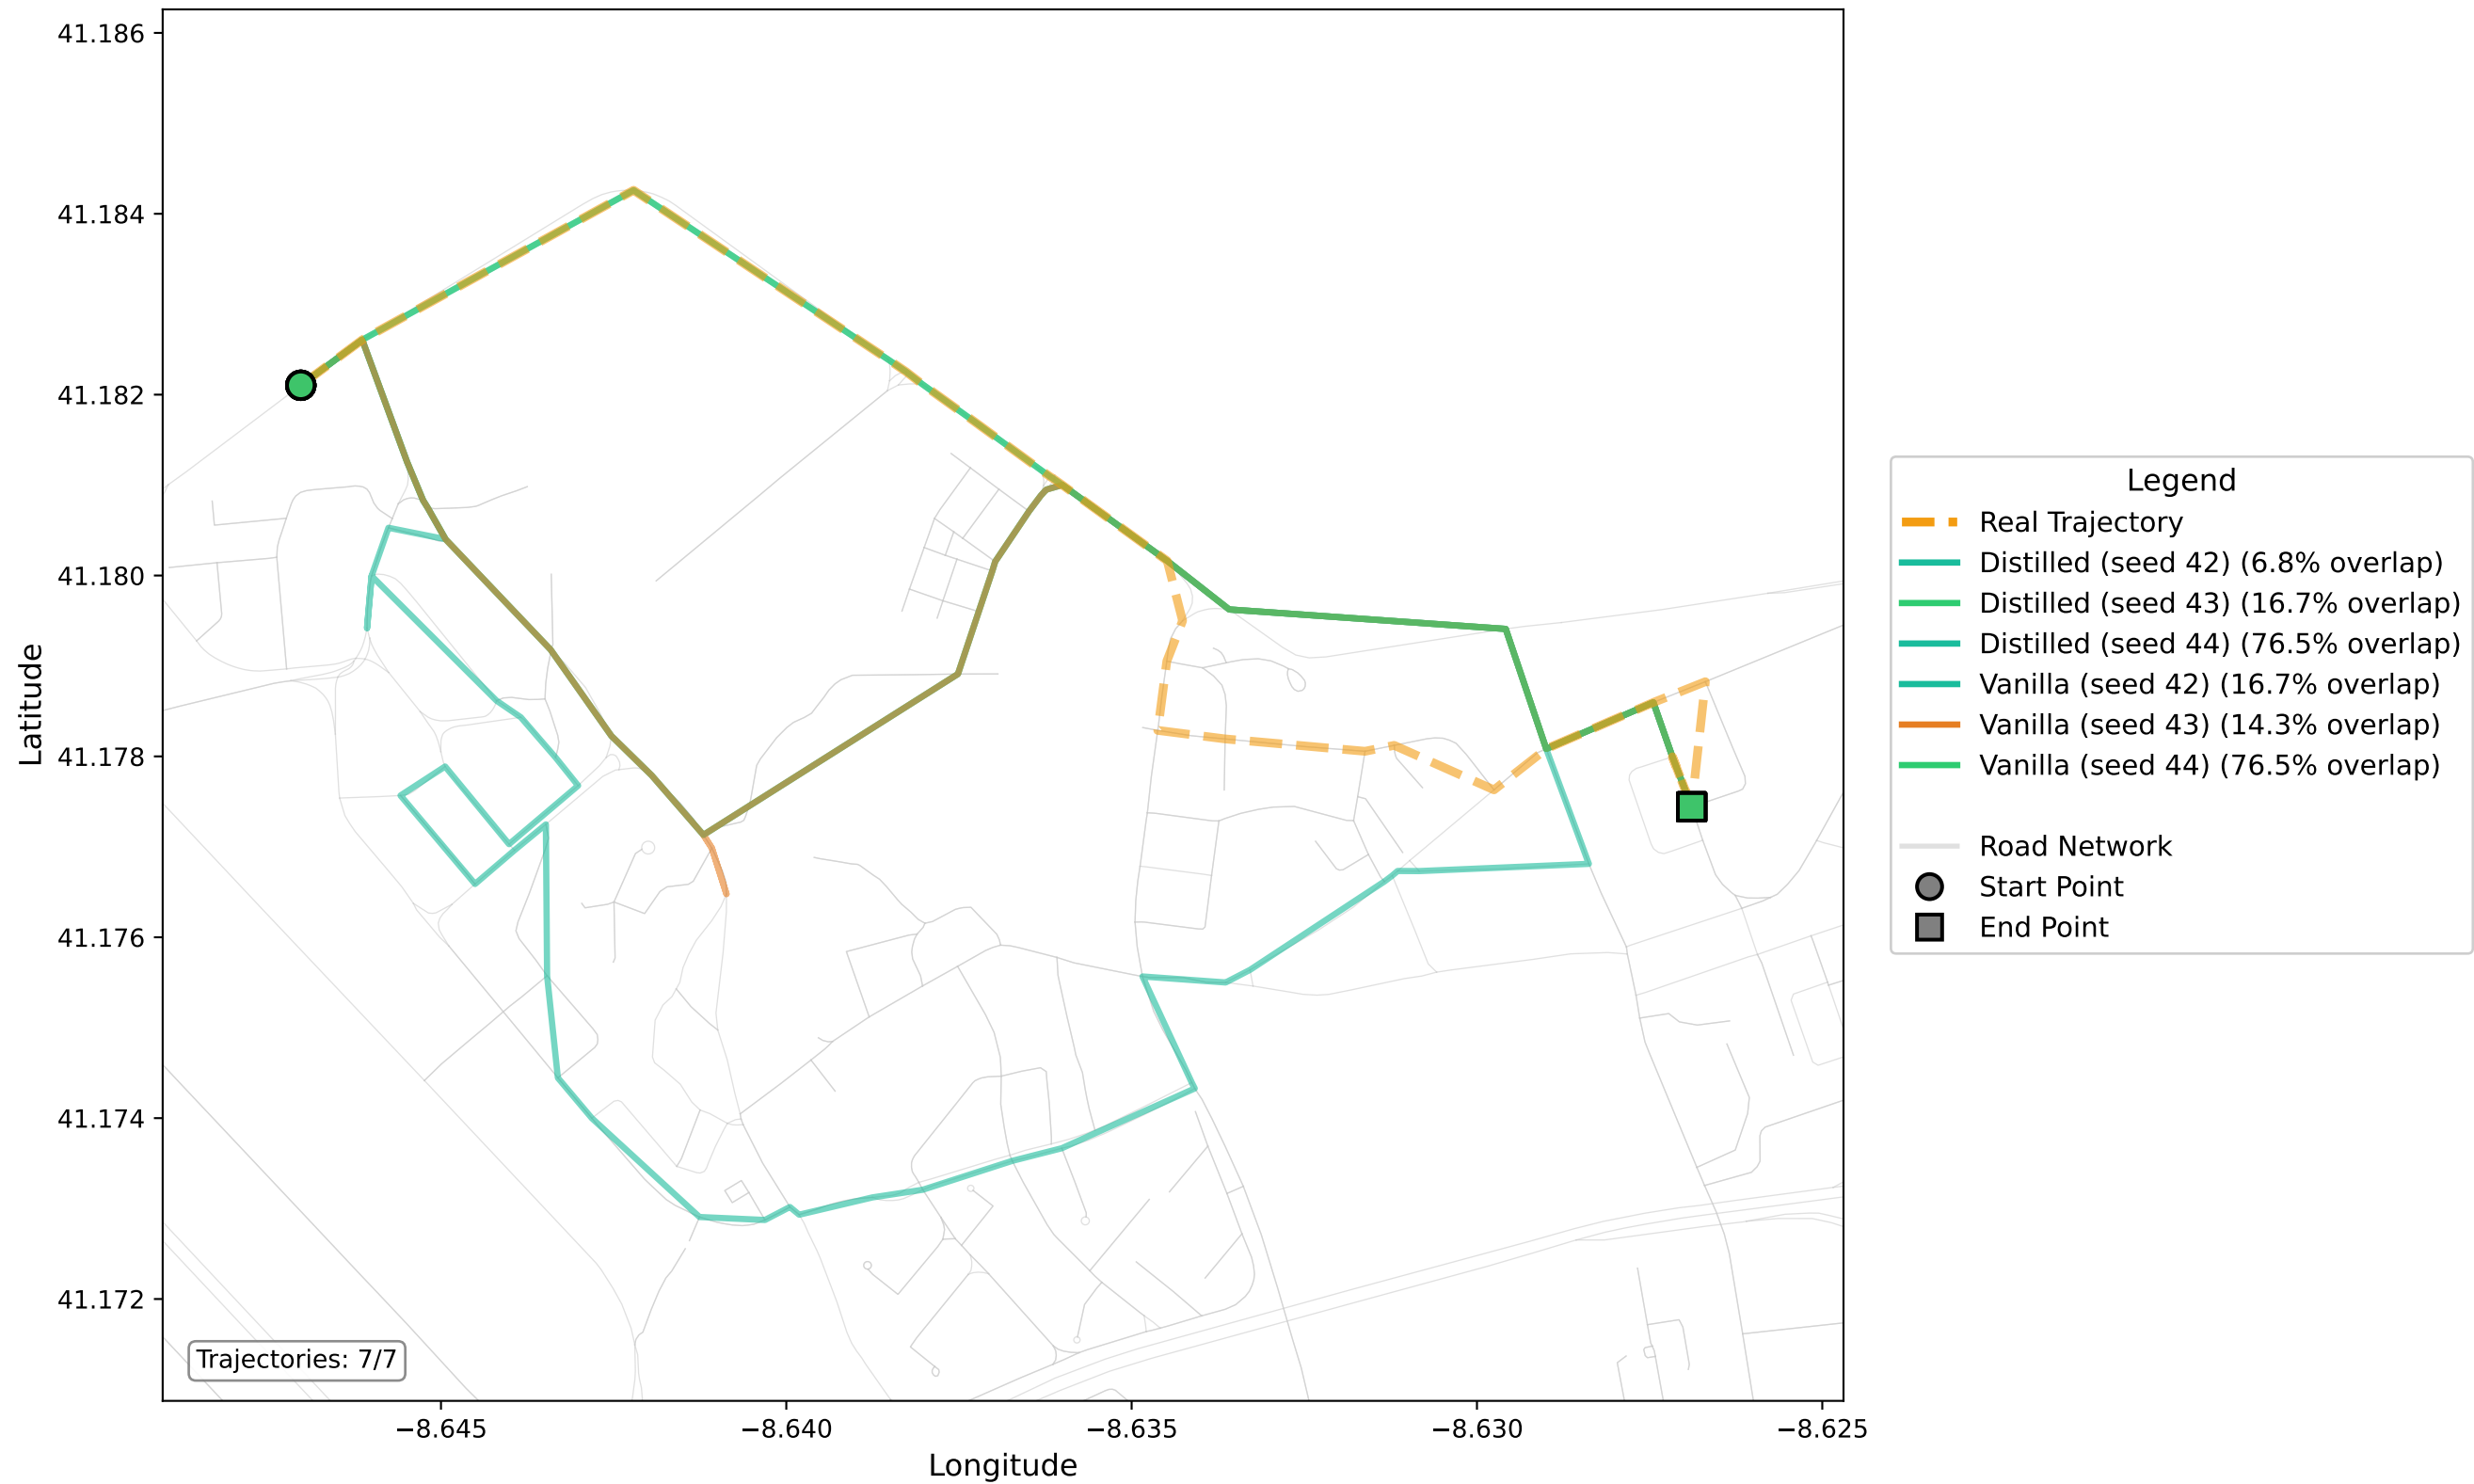 41.186
41.184
41.182
41.180
41.178
41.176
41.174
41.172
Latitude
−8.645
−8.640
−8.635
−8.630
−8.625
Longitude
Trajectories: 7/7
Legend
Real Trajectory
Distilled (seed 42) (6.8% overlap)
Distilled (seed 43) (16.7% overlap)
Distilled (seed 44) (76.5% overlap)
Vanilla (seed 42) (16.7% overlap)
Vanilla (seed 43) (14.3% overlap)
Vanilla (seed 44) (76.5% overlap)
Road Network
Start Point
End Point